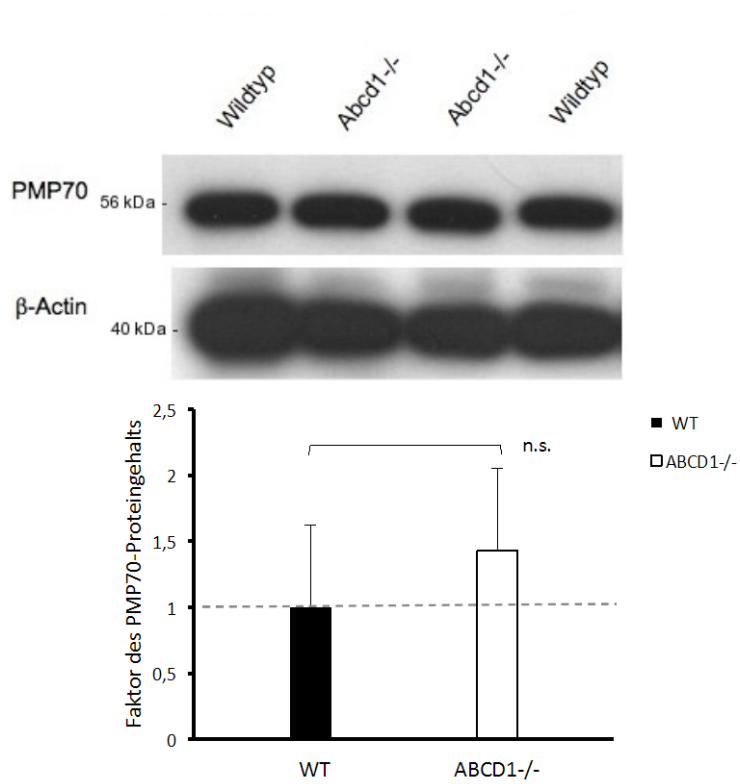 Wildtyp
Abcd1-/-
Abcd1-/-
Wildtyp
PMP70
56 kDa -
β-Actin
40 kDa -
Faktor des PMP70-Proteingehalts
2,5
2
1,5
1
0,5
0
n.s.
WT
ABCD1-/-
WT
ABCD1-/-